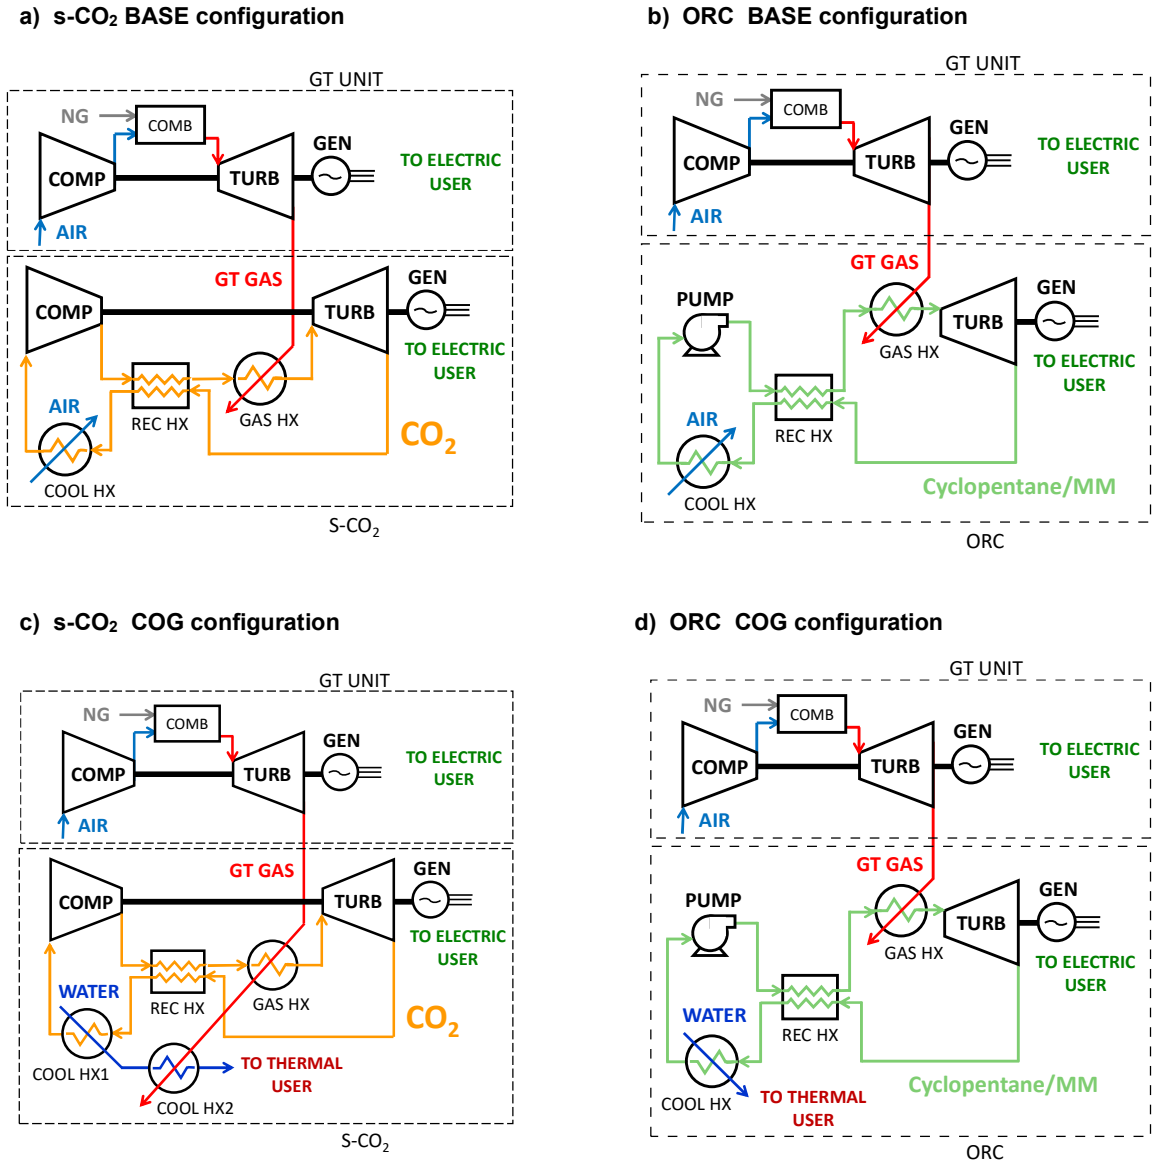 a) s-CO₂ BASE configuration
GT UNIT
NG
COMB
COMP
TURB
GEN
TO ELECTRIC
USER
AIR
GT GAS
COMP
TURB
GEN
TO ELECTRIC
USER
AIR
REC HX
GAS HX
CO₂
COOL HX
S-CO₂
b) ORC BASE configuration
GT UNIT
NG
COMB
COMP
TURB
GEN
TO ELECTRIC
USER
AIR
GT GAS
PUMP
GEN
TURB
GAS HX
TO ELECTRIC
USER
AIR
REC HX
Cyclopentane/MM
COOL HX
ORC
c) s-CO₂ COG configuration
GT UNIT
NG
COMB
COMP
TURB
GEN
TO ELECTRIC
USER
AIR
GT GAS
COMP
TURB
GEN
TO ELECTRIC
USER
WATER
REC HX
GAS HX
CO₂
COOL HX1
TO THERMAL
USER
COOL HX2
S-CO₂
d) ORC COG configuration
GT UNIT
NG
COMB
COMP
TURB
GEN
TO ELECTRIC
USER
AIR
GT GAS
PUMP
GEN
TURB
GAS HX
TO ELECTRIC
USER
WATER
REC HX
COOL HX
TO THERMAL
USER
Cyclopentane/MM
ORC